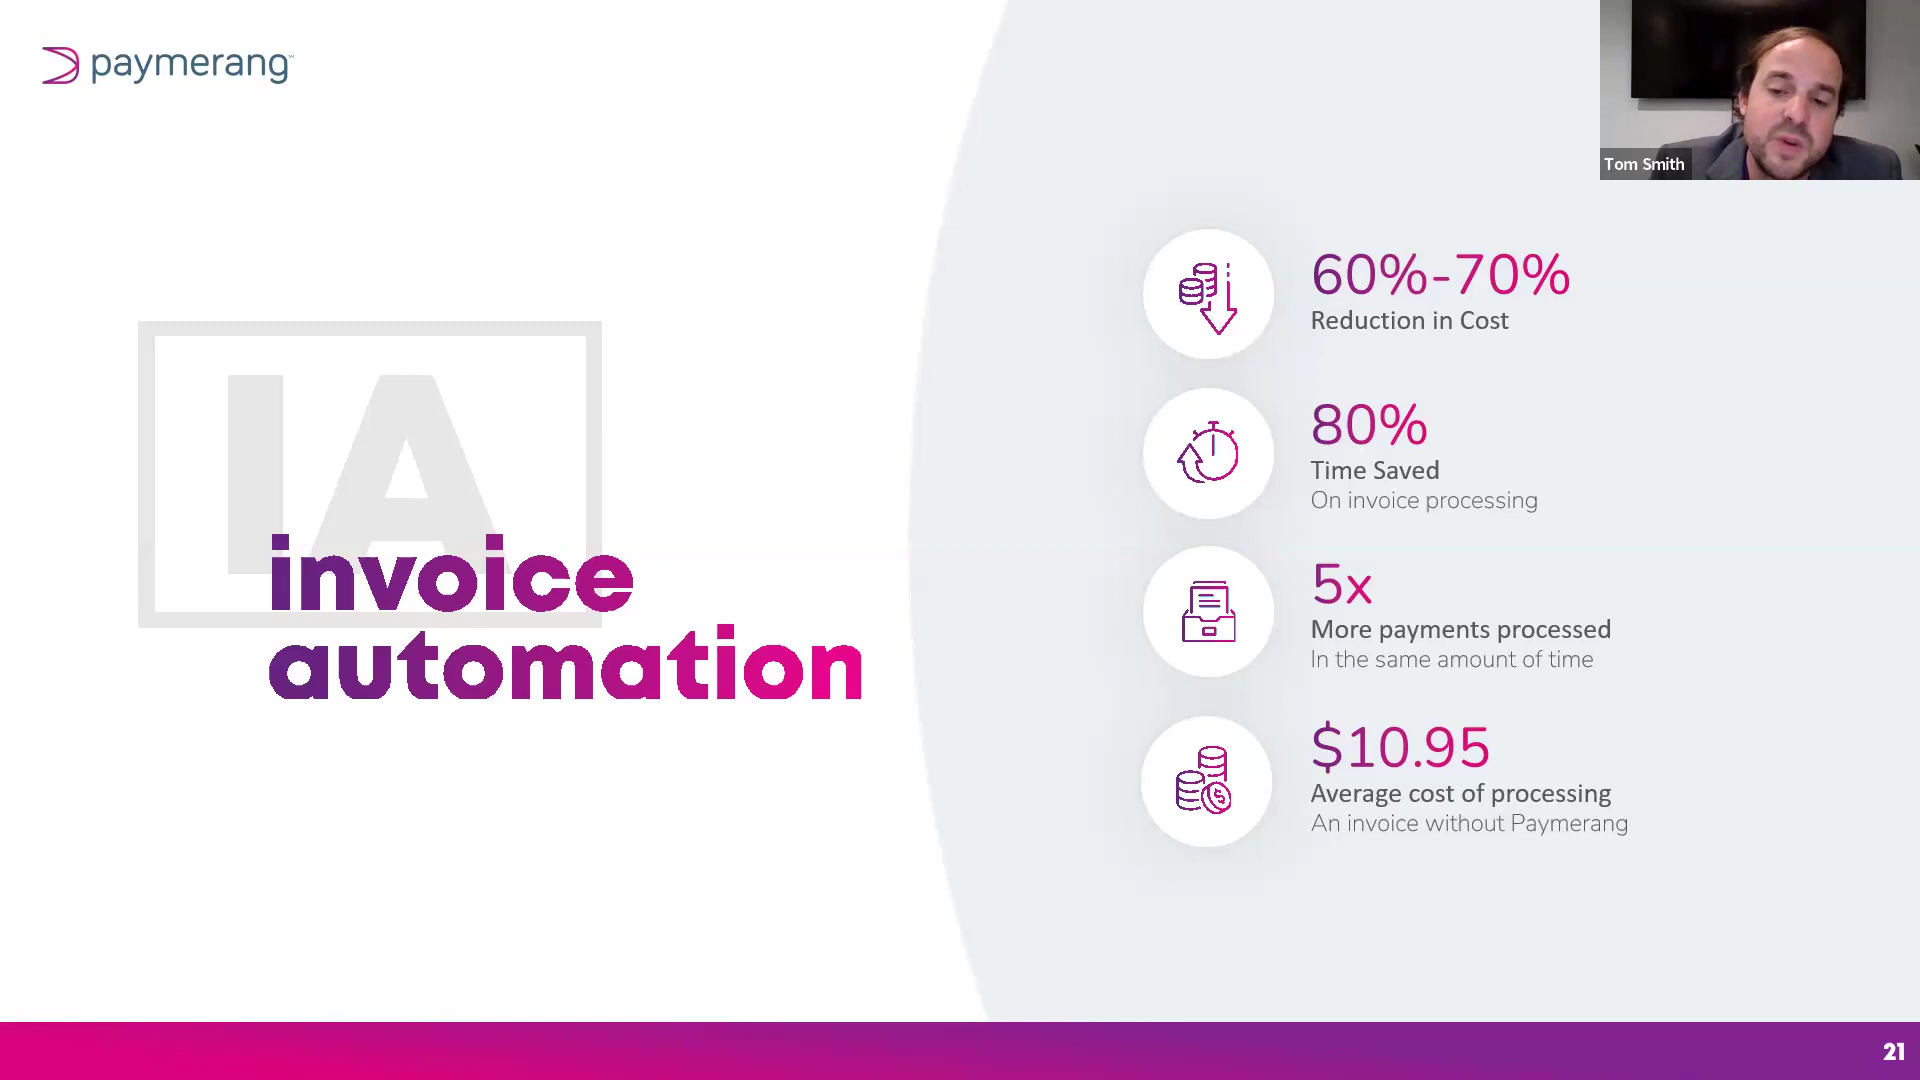 paymerang
Tom Smith
IA
invoice
automation
60%-70%
Reduction in Cost
80%
Time Saved
On invoice processing
5x
More payments processed
In the same amount of time
$10.95
Average cost of processing
An invoice without Paymerang
21